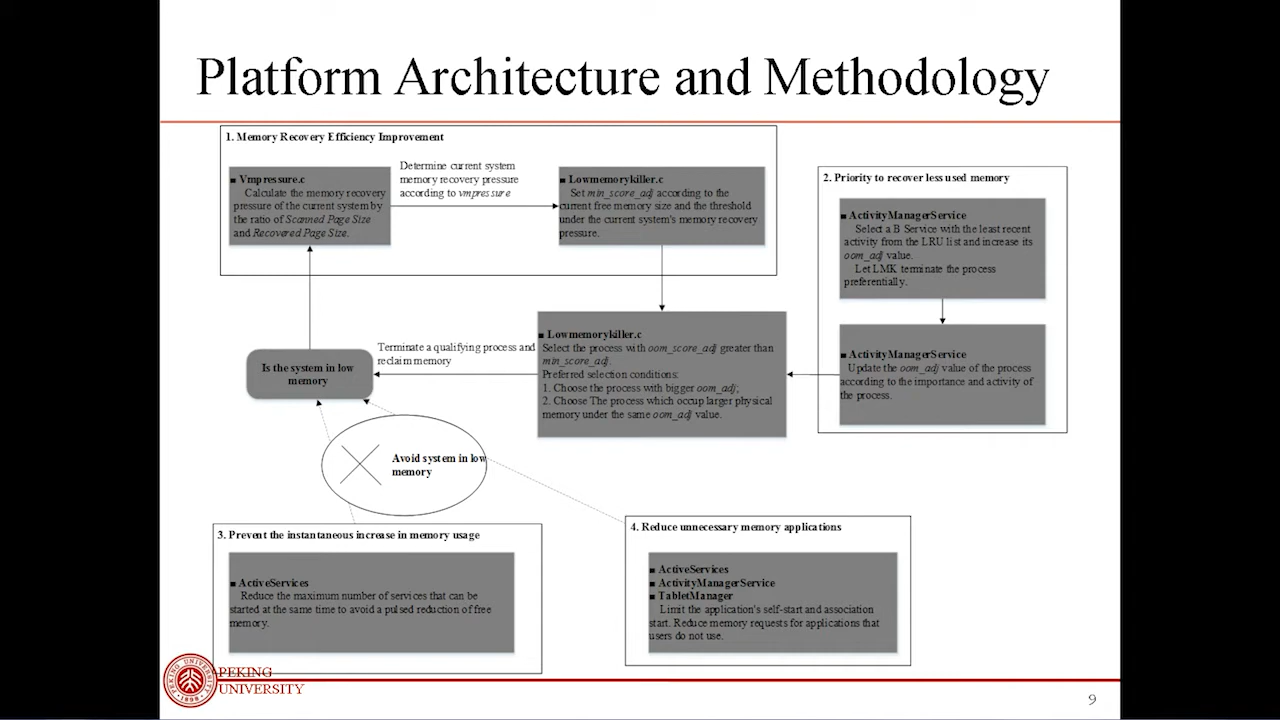 Platform Architecture and Methodology
1. Memory Recovery Efficiency Improvement
■ Vmpressure.c
Calculate the memory recovery
pressure of the current system by
the ratio of Scanned Page Size
and Recovered Page Size.
Determine current system
memory recovery pressure
according to vmpressure
■ Lowmemorykiller.c
Set min_score_adj according to the
current free memory size and the threshold
under the current system's memory recovery
pressure.
2. Priority to recover less used memory
■ ActivityManagerService
Select a B Service with the least recent
activity from the LRU list and increase its
oom_adj value.
Let LMK terminate the process
preferentially.
■ ActivityManagerService
Update the oom_adj value of the process
according to the importance and activity of
the process.
■ Lowmemorykiller.c
Select the process with oom_score_adj greater than
min_score_adj.
Preferred selection conditions:
1. Choose the process with bigger oom_adj;
2. Choose The process which occupy larger physical
memory under the same oom_adj value.
Terminate a qualifying process and
reclaim memory
Is the system in low
memory
Avoid system in low
memory
3. Prevent the instantaneous increase in memory usage
■ ActiveServices
Reduce the maximum number of services that can be
started at the same time to avoid a pulsed reduction of free
memory.
4. Reduce unnecessary memory applications
■ ActiveServices
■ ActivityManagerService
■ TabletManager
Limit the application's self-start and association
start. Reduce memory requests for applications that
users do not use.
PEKING UNIVERSITY
1898
PEKING
UNIVERSITY
9